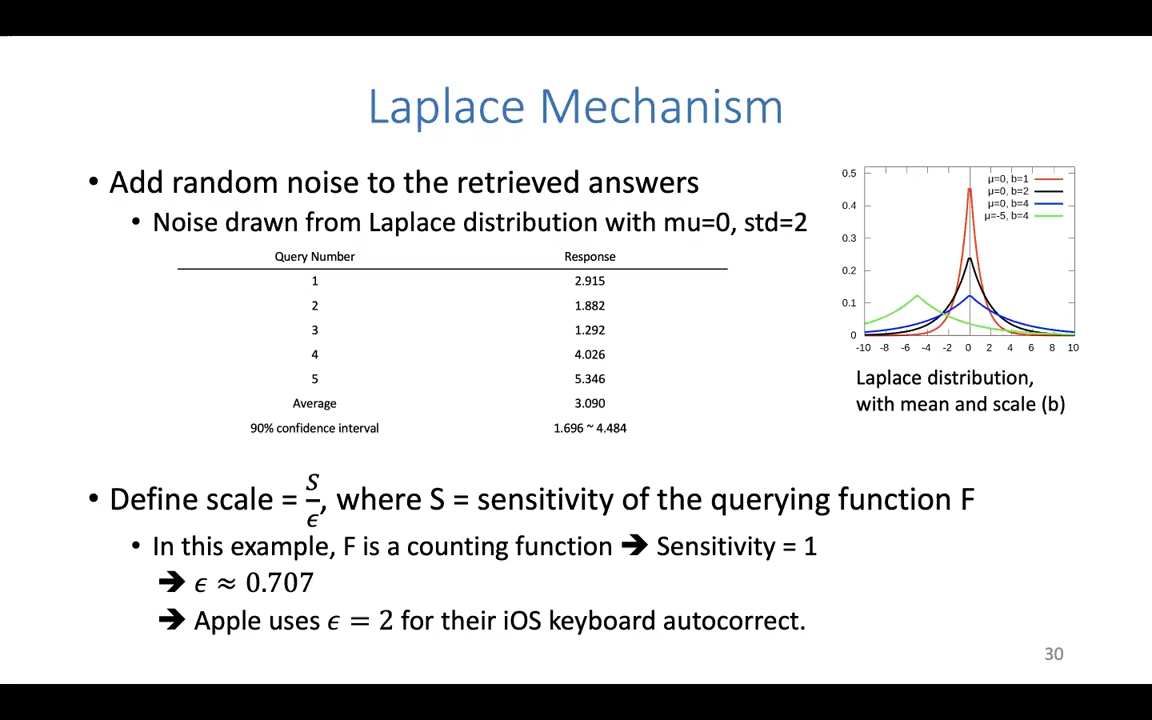 Laplace Mechanism
• Add random noise to the retrieved answers
• Noise drawn from Laplace distribution with mu=0, std=2
Query Number Response
1 2.915
2 1.882
3 1.292
4 4.026
5 5.346
Average 3.090
90% confidence interval 1.696 ~ 4.484
0.5
0.4
0.3
0.2
0.1
0
μ=0, b=1
μ=0, b=2
μ=0, b=4
μ=-5, b=4
-10 -8 -6 -4 -2 0 2 4 6 8 10
Laplace distribution,
with mean and scale (b)
• Define scale = S/ϵ, where S = sensitivity of the querying function F
• In this example, F is a counting function ➔ Sensitivity = 1
➔ ϵ ≈ 0.707
➔ Apple uses ϵ = 2 for their iOS keyboard autocorrect.
30